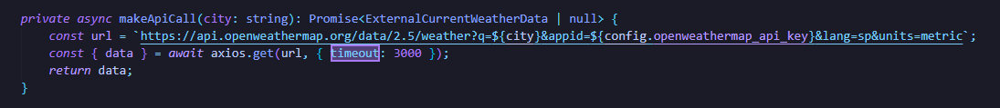 private async makeApiCall(city: string): Promise<ExternalCurrentWeatherData | null> {
const url = `https://api.openweathermap.org/data/2.5/weather?q=${city}&appid=${config.openweathermap_api_key}&lang=sp&units=metric`;
const { data } = await axios.get(url, { timeout: 3000 });
return data;
}